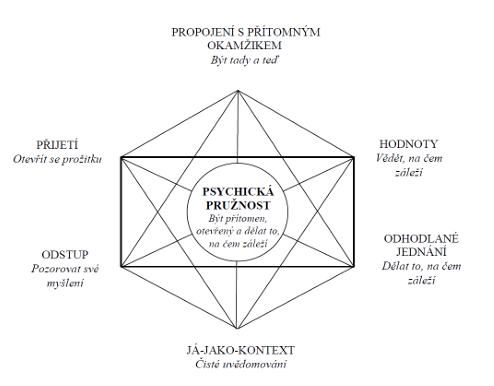 PROPOJENÍ S PŘÍTOMNÝM
OKAMŽIKEM
Být tady a teď
PŘIJETÍ
Otevřít se prožitku
HODNOTY
Vědět, na čem
záleží
PSYCHICKÁ
PRUŽNOST
Být přítomen,
otevřený a dělat to,
na čem záleží
ODSTUP
Pozorovat své
myšlení
ODHODLANÉ
JEDNÁNÍ
Dělat to, na čem
záleží
JÁ-JAKO-KONTEXT
Čisté uvědomování